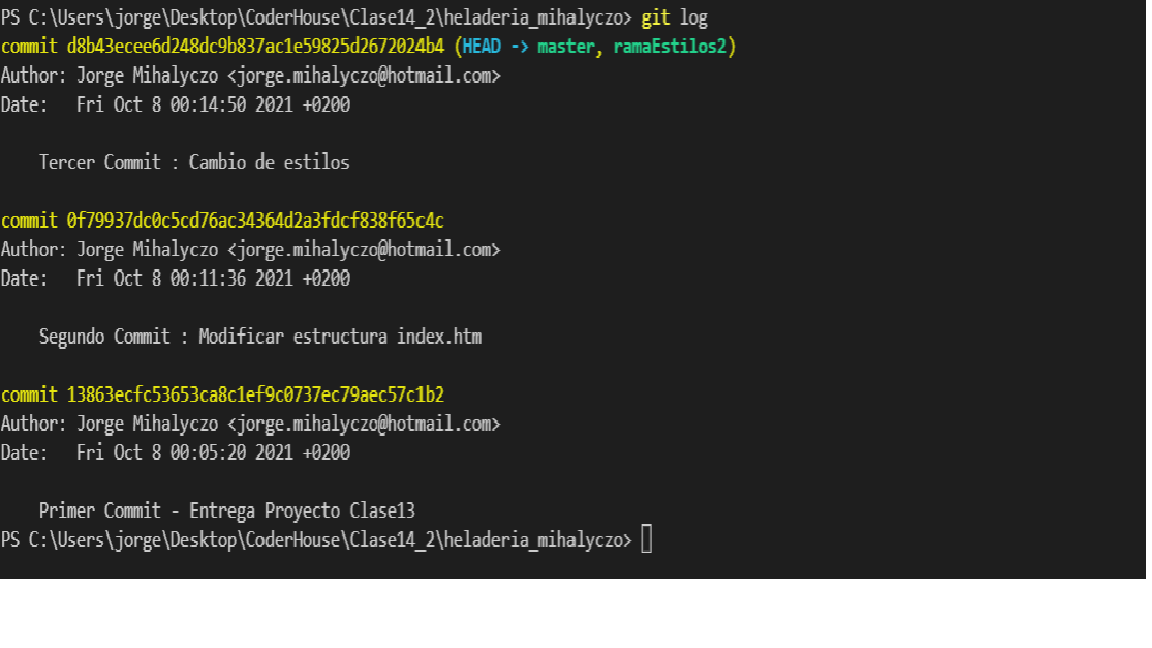 PS C:\Users\jorge\Desktop\CoderHouse\Clase14_2\heladeria_mihalyczo> git log
commit d8b43ecee6d248dc9b837ac1e59825d2672024b4 (HEAD -> master, ramaEstilos2)
Author: Jorge Mihalyczo <jorge.mihalyczo@hotmail.com>
Date:   Fri Oct 8 00:14:50 2021 +0200
Tercer Commit : Cambio de estilos
commit 0f79937dc0c5cd76ac34364d2a3fdcf838f65c4c
Author: Jorge Mihalyczo <jorge.mihalyczo@hotmail.com>
Date:   Fri Oct 8 00:11:36 2021 +0200
Segundo Commit : Modificar estructura index.htm
commit 13863ecfc53653ca8c1ef9c0737ec79aec57c1b2
Author: Jorge Mihalyczo <jorge.mihalyczo@hotmail.com>
Date:   Fri Oct 8 00:05:20 2021 +0200
Primer Commit - Entrega Proyecto Clase13
PS C:\Users\jorge\Desktop\CoderHouse\Clase14_2\heladeria_mihalyczo>